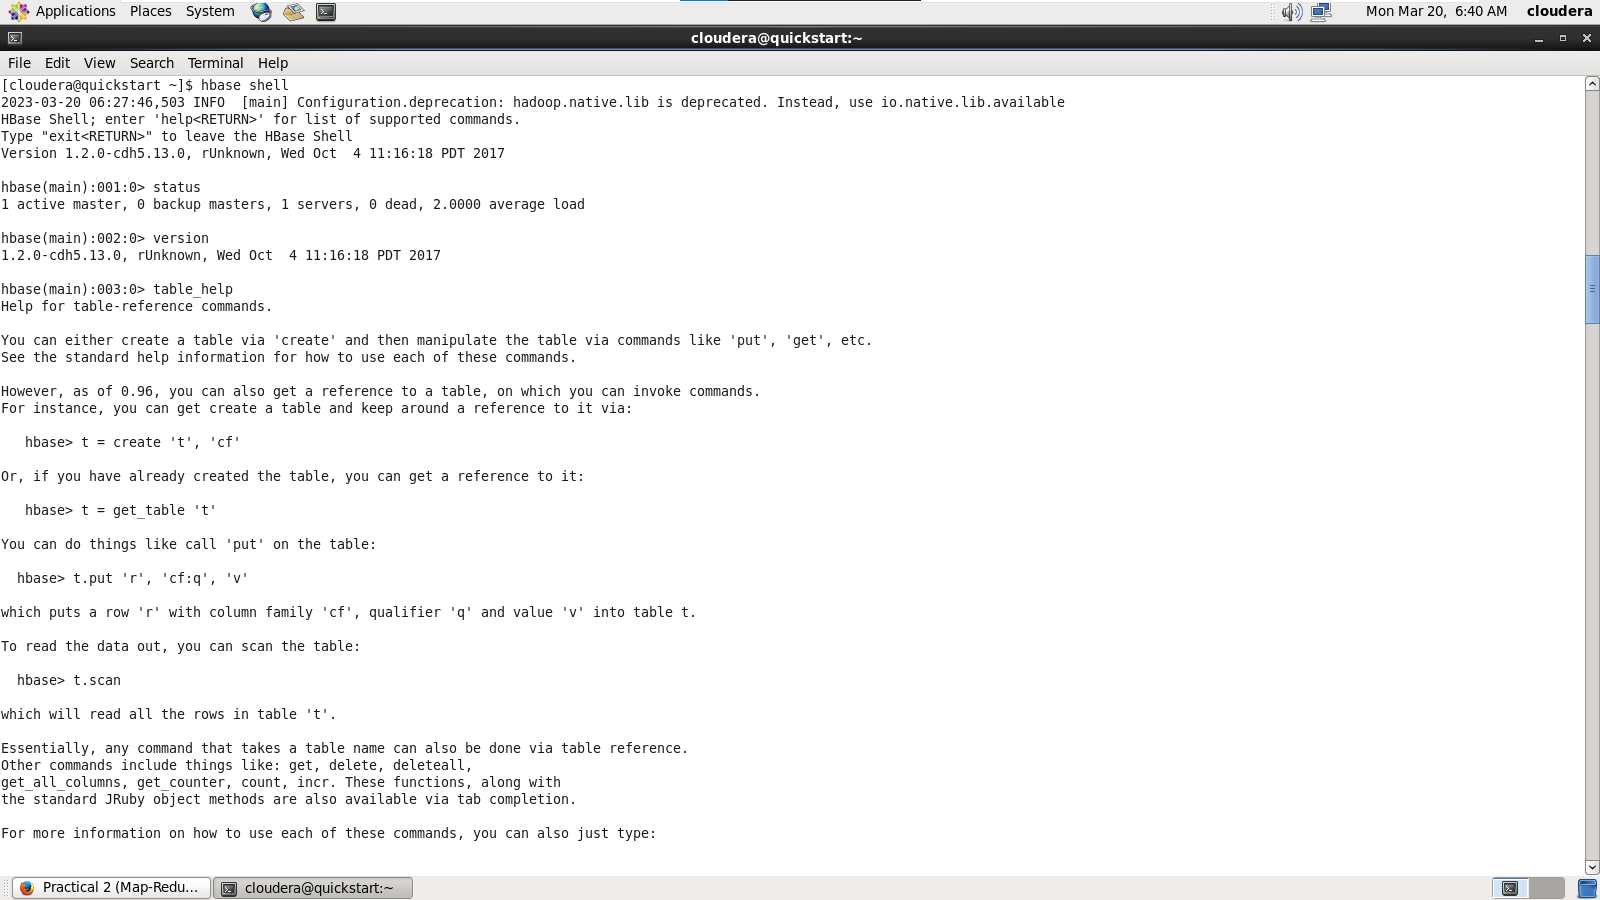 Applications Places System Mon Mar 20, 6:40 AM cloudera
cloudera@quickstart:~
File Edit View Search Terminal Help
[cloudera@quickstart ~]$ hbase shell
2023-03-20 06:27:46,503 INFO  [main] Configuration.deprecation: hadoop.native.lib is deprecated. Instead, use io.native.lib.available
HBase Shell; enter 'help<RETURN>' for list of supported commands.
Type "exit<RETURN>" to leave the HBase Shell
Version 1.2.0-cdh5.13.0, rUnknown, Wed Oct  4 11:16:18 PDT 2017
hbase(main):001:0> status
1 active master, 0 backup masters, 1 servers, 0 dead, 2.0000 average load
hbase(main):002:0> version
1.2.0-cdh5.13.0, rUnknown, Wed Oct  4 11:16:18 PDT 2017
hbase(main):003:0> table_help
Help for table-reference commands.
You can either create a table via 'create' and then manipulate the table via commands like 'put', 'get', etc.
See the standard help information for how to use each of these commands.
However, as of 0.96, you can also get a reference to a table, on which you can invoke commands.
For instance, you can get create a table and keep around a reference to it via:
   hbase> t = create 't', 'cf'
Or, if you have already created the table, you can get a reference to it:
   hbase> t = get_table 't'
You can do things like call 'put' on the table:
  hbase> t.put 'r', 'cf:q', 'v'
which puts a row 'r' with column family 'cf', qualifier 'q' and value 'v' into table t.
To read the data out, you can scan the table:
  hbase> t.scan
which will read all the rows in table 't'.
Essentially, any command that takes a table name can also be done via table reference.
Other commands include things like: get, delete, deleteall,
get_all_columns, get_counter, count, incr. These functions, along with
the standard JRuby object methods are also available via tab completion.
For more information on how to use each of these commands, you can also just type:
Practical 2 (Map-Redu... cloudera@quickstart:~